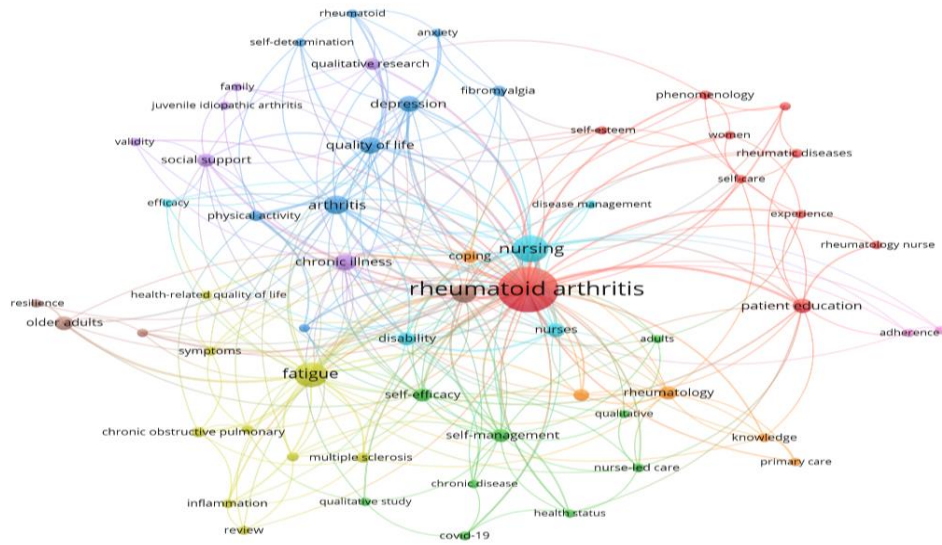 rheumatoid
anxiety
self-determination
qualitative research
family
fibromyalgia
phenomenology
juvenile idiopathic arthritis
depression
self-esteem
women
validity
quality of life
rheumatic diseases
social support
self-care
efficacy
arthritis
disease management
physical activity
experience
nursing
rheumatology nurse
coping
chronic illness
rheumatoid arthritis
health-related quality of life
resilience
patient education
older adults
nurses
adherence
disability
adults
symptoms
fatigue
self-efficacy
rheumatology
qualitative
chronic obstructive pulmonary
self-management
knowledge
multiple sclerosis
primary care
nurse-led care
chronic disease
inflammation
qualitative study
health status
review
covid-19